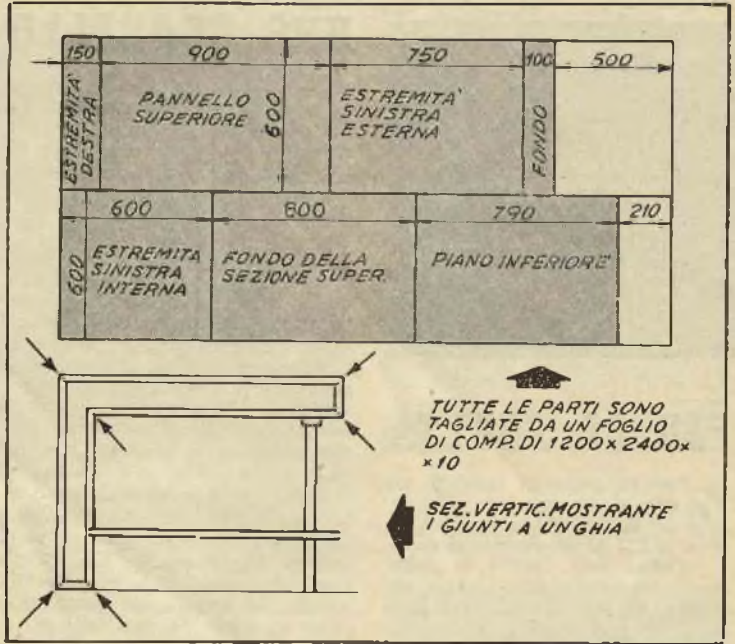 150 900 750 100 500
ESTREMITÀ
DESTRA
PANNELLO
SUPERIORE
600
ESTREMITA'
SINISTRA
ESTERNA
FONDO
600 800 790 210
600
ESTREMITA
SINISTRA
INTERNA
FONDO DELLA
SEZIONE SUPER.
PIANO INFERIORE
TUTTE LE PARTI SONO
TAGLIATE DA UN FOGLIO
DI COMP. DI 1200×2400×
×10
SEZ. VERTIC. MOSTRANTE
I GIUNTI A UNGHIA